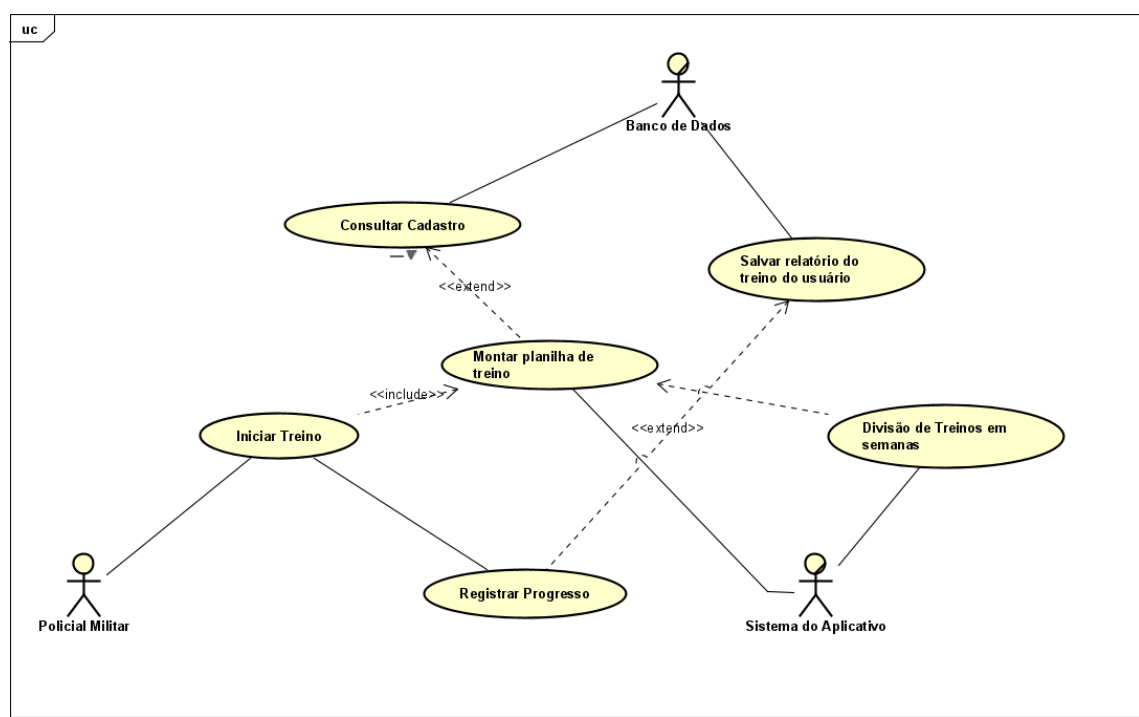 uc
Banco de Dados
Consultar Cadastro
Salvar relatório do
treino do usuário
<<extend>>
Montar planilha de
treino
<<include>>
Iniciar Treino
<<extend>>
Divisão de Treinos em
semanas
Registrar Progresso
Policial Militar
Sistema do Aplicativo